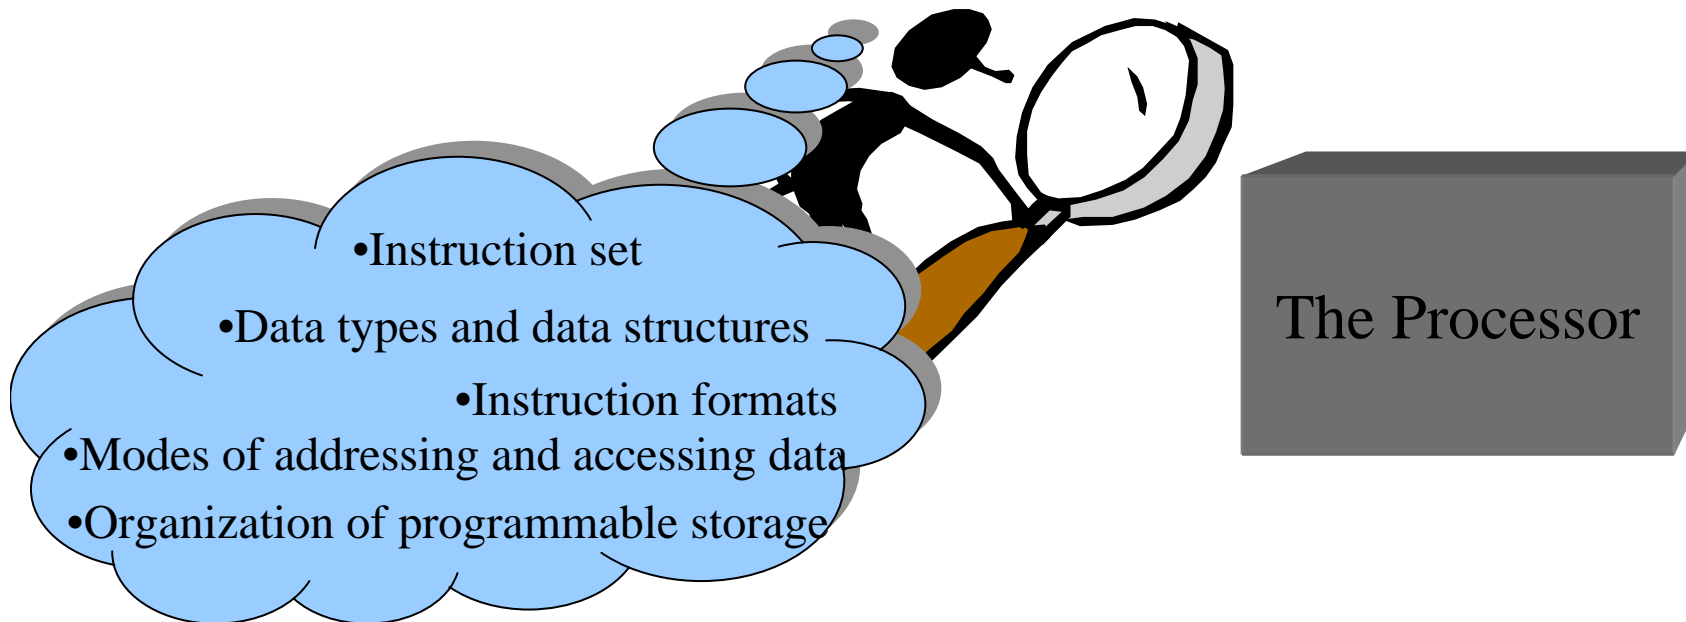 •Instruction set
•Data types and data structures
•Instruction formats
•Modes of addressing and accessing data
•Organization of programmable storage
The Processor